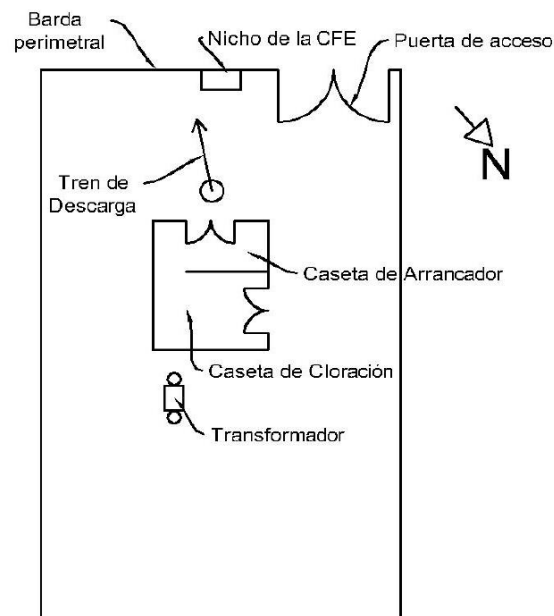 Barda
perimetral
Nicho de la CFE
Puerta de acceso
N
Tren de
Descarga
Caseta de Arrancador
Caseta de Cloración
Transformador